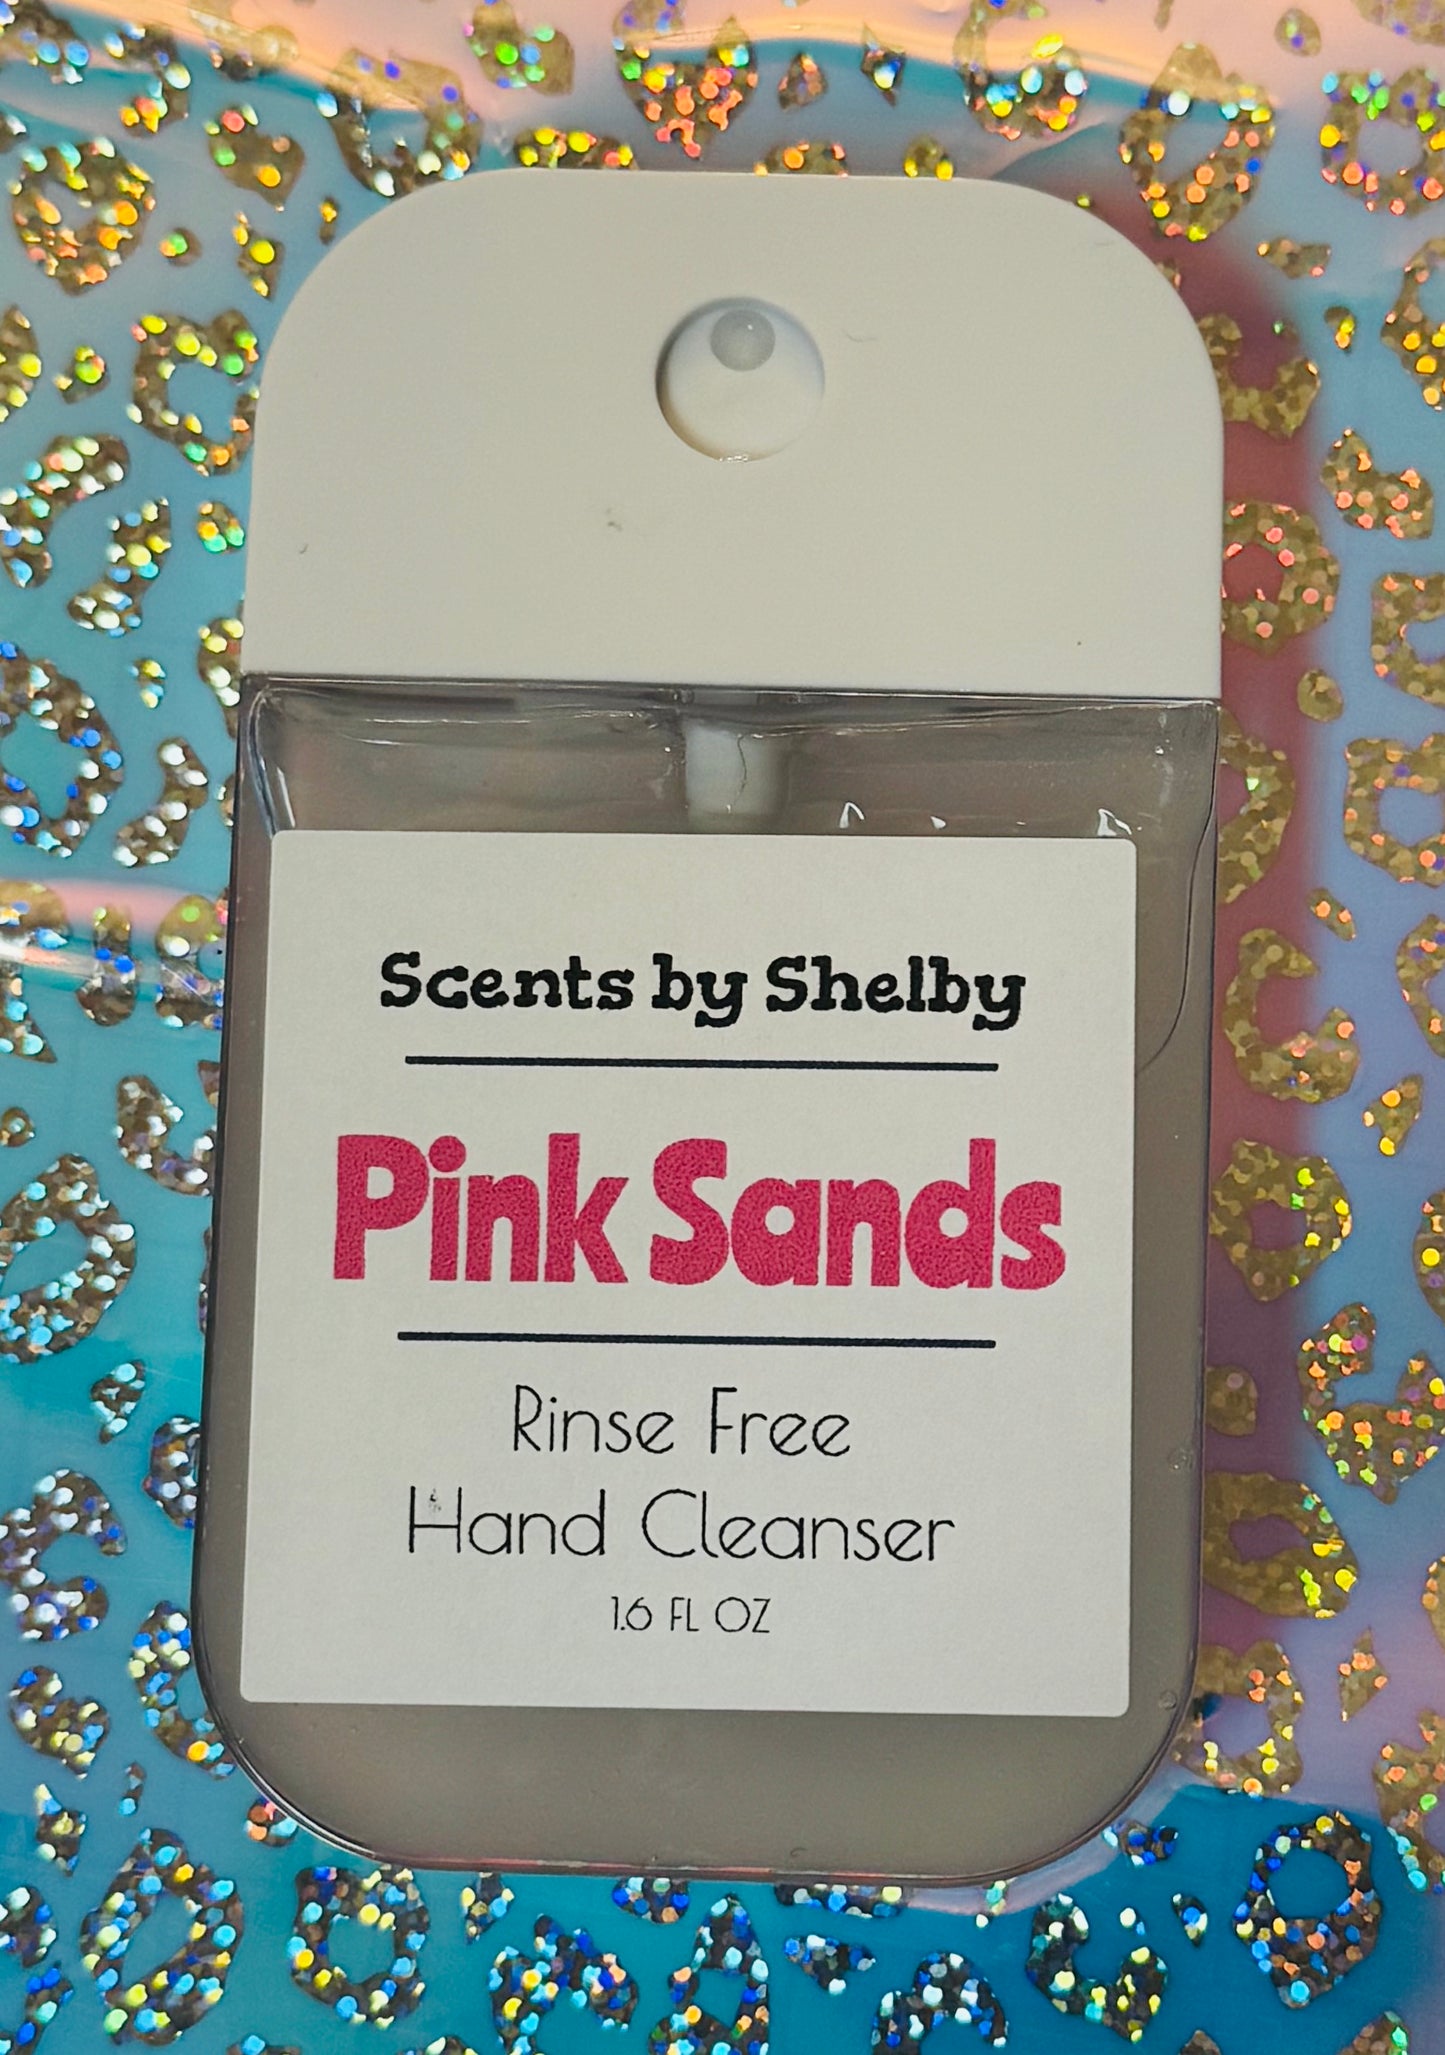 Scents by Shelby
Pink Sands
Rinse Free
Hand Cleanser
1.6 FL OZ